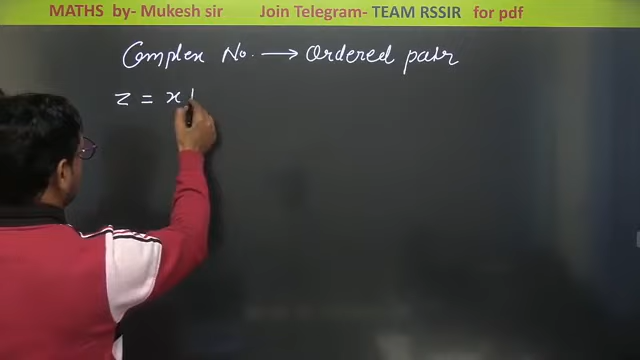 MATHS by- Mukesh sir Join Telegram- TEAM RSSIR for pdf
Complex No. → Ordered pair
z = x